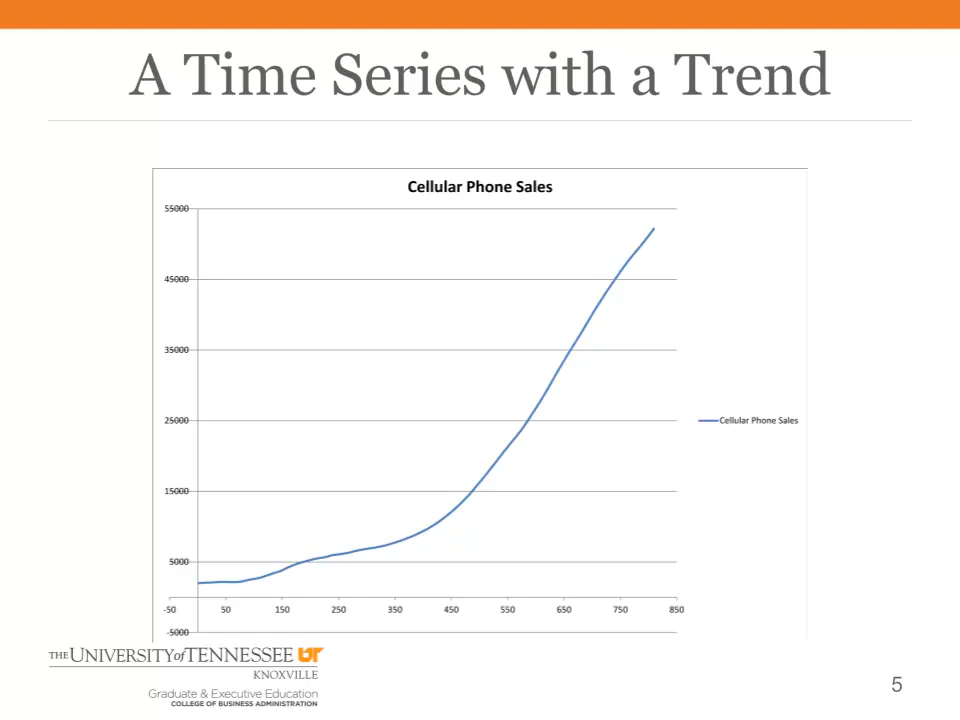 A Time Series with a Trend
Cellular Phone Sales
55000
45000
35000
25000
15000
5000
-5000
-50 50 150 250 350 450 550 650 750 850
Cellular Phone Sales
THE UNIVERSITY of TENNESSEE UT
KNOXVILLE
Graduate & Executive Education
COLLEGE OF BUSINESS ADMINISTRATION
5